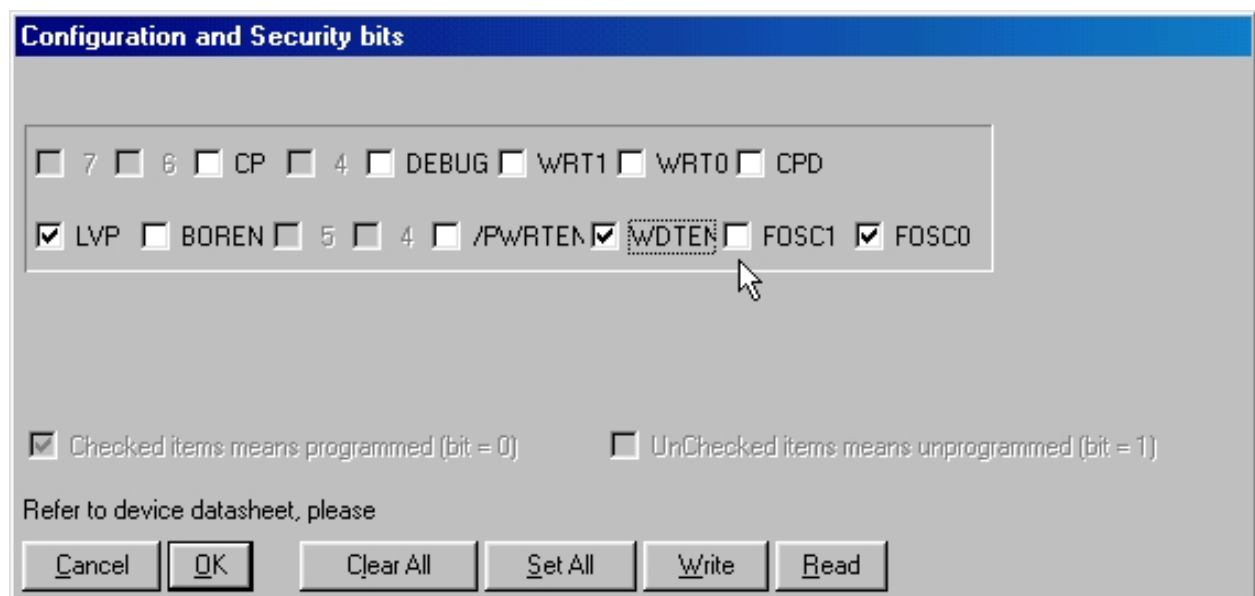 Configuration and Security bits
7 6 CP 4 DEBUG WRT1 WRT0 CPD
LVP BOREN 5 4 /PWRTEN WDTEN FOSC1 FOSC0
Checked items means programmed (bit = 0) UnChecked items means unprogrammed (bit = 1)
Refer to device datasheet, please
Cancel OK Clear All Set All Write Read